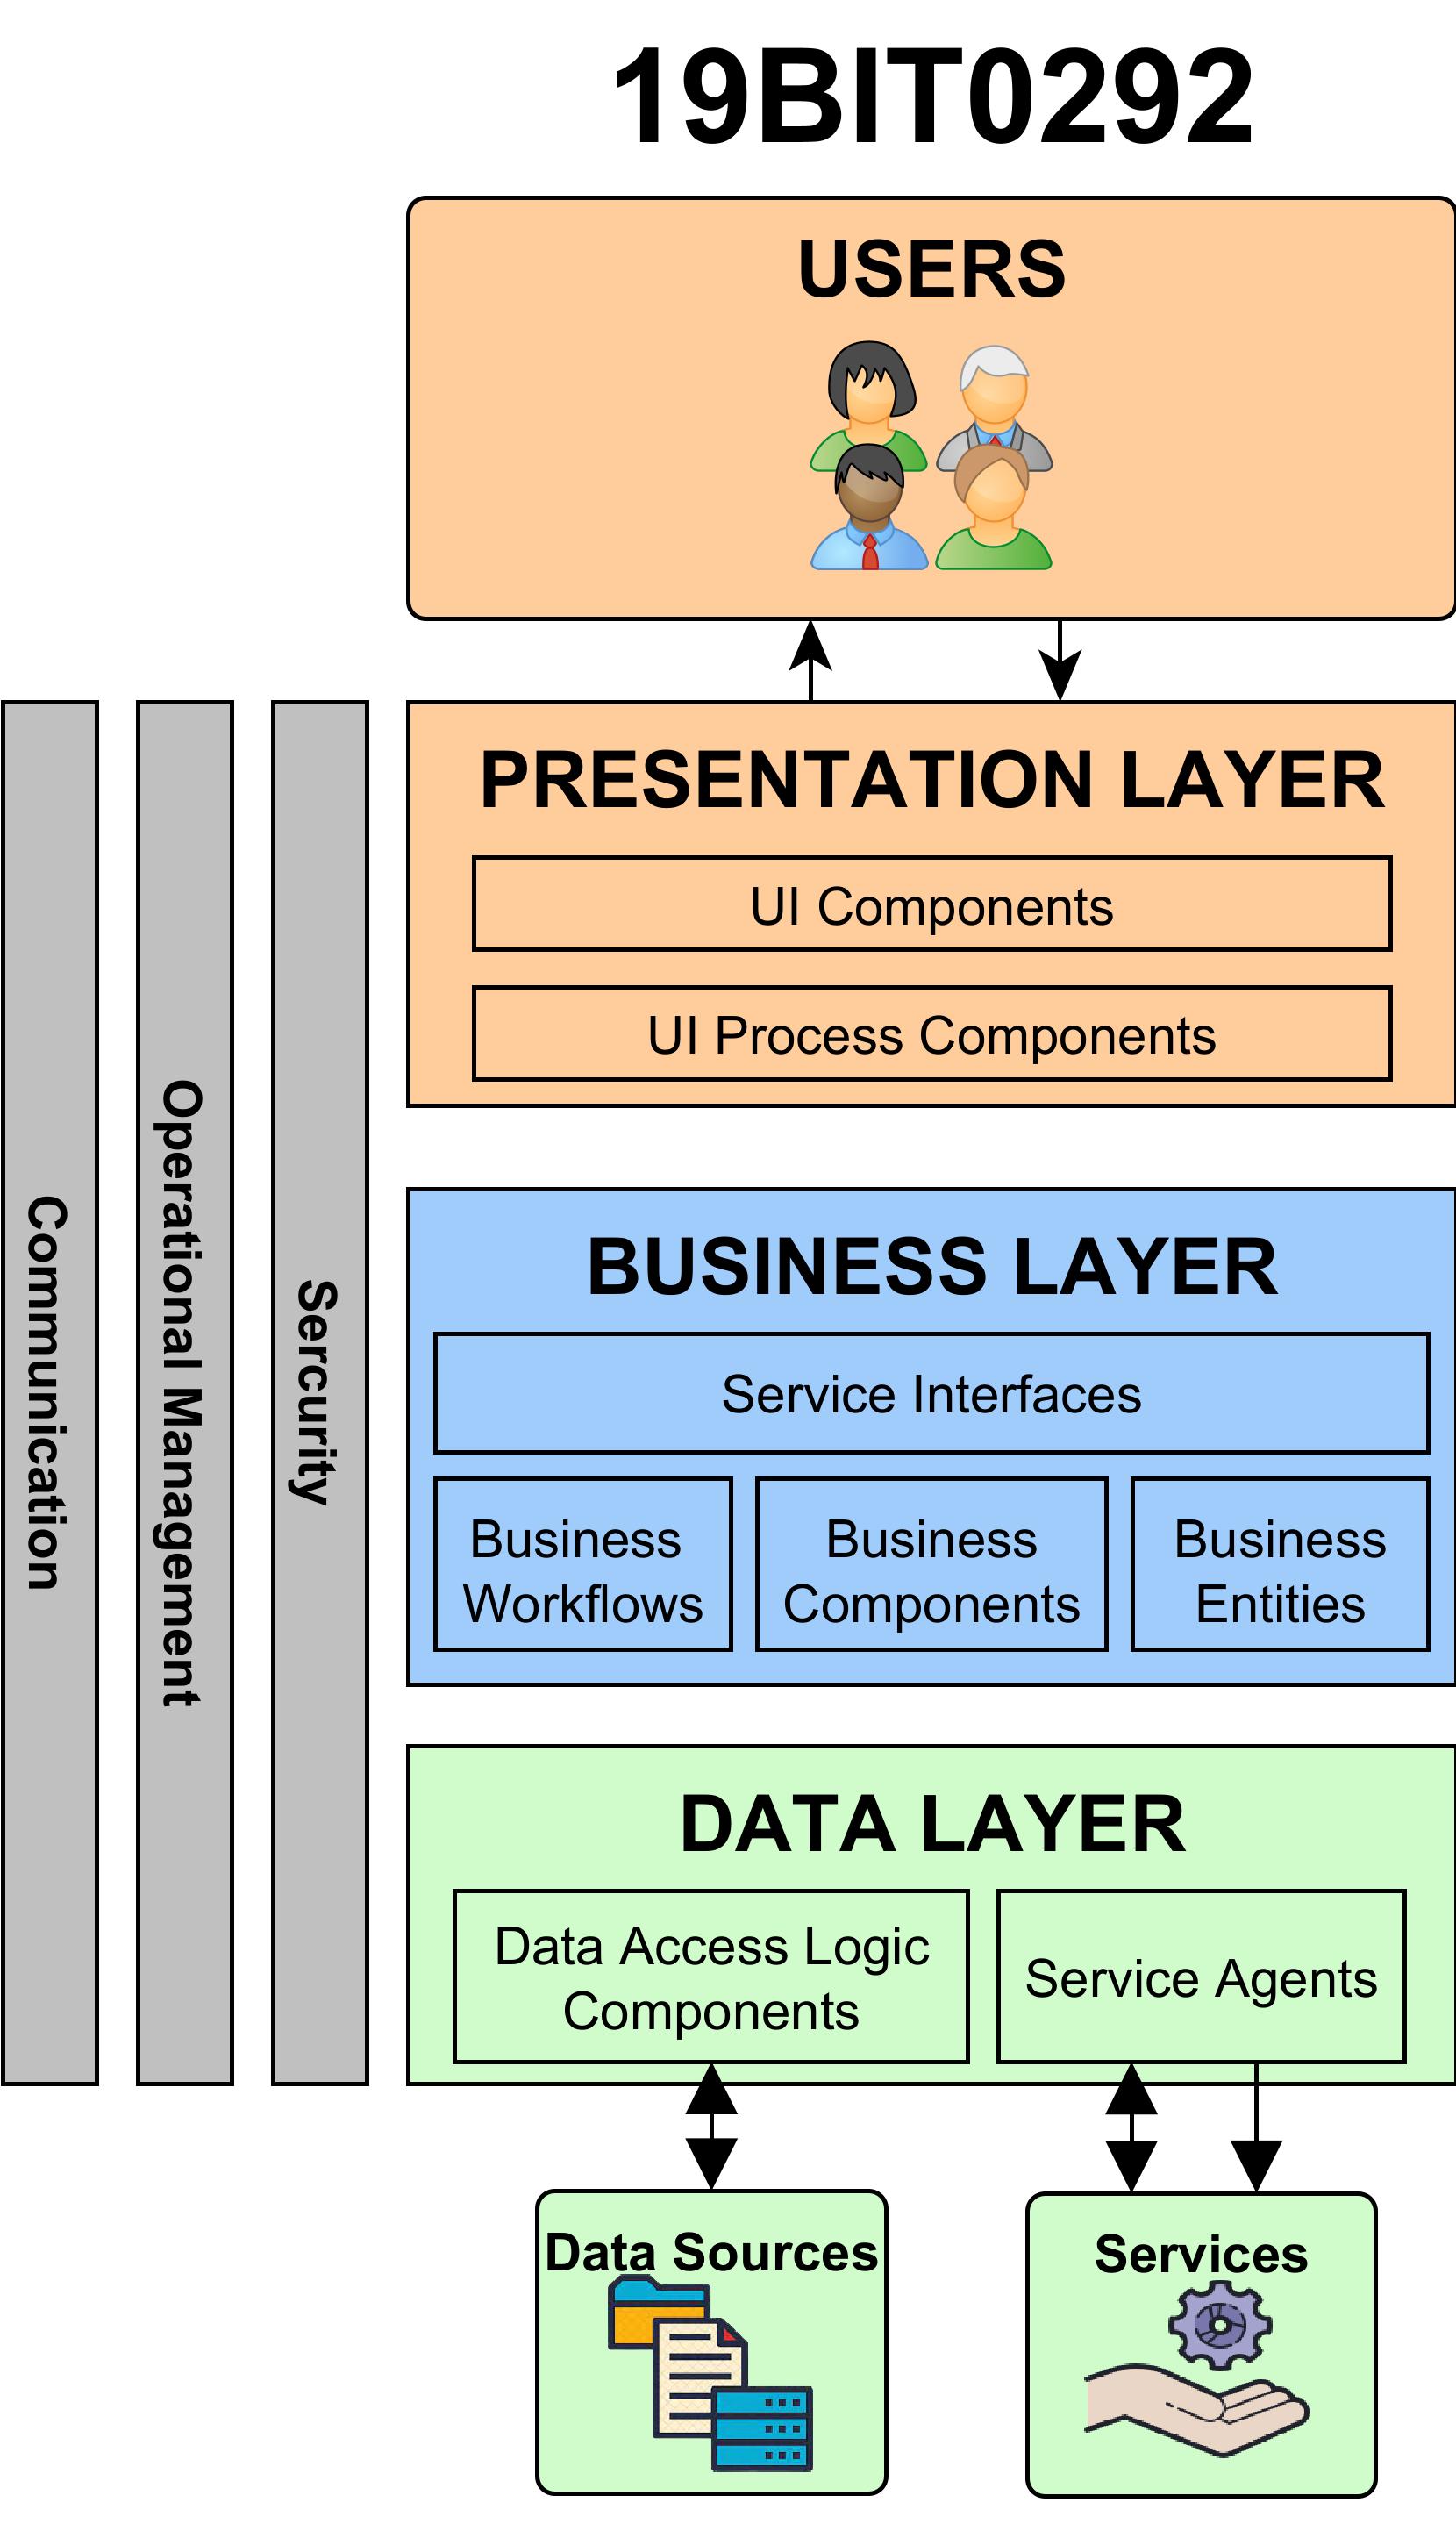 19BIT0292
USERS
PRESENTATION LAYER
UI Components
UI Process Components
Communication
Operational Management
Sercurity
BUSINESS LAYER
Service Interfaces
Business
Workflows
Business
Components
Business
Entities
DATA LAYER
Data Access Logic
Components
Service Agents
Data Sources
Services